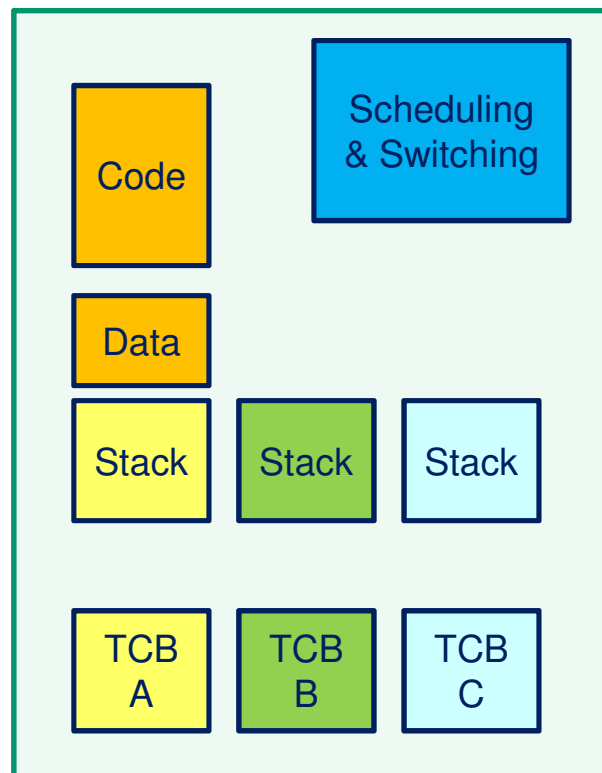 Scheduling
& Switching
Code
Data
Stack
Stack
Stack
TCB
A
TCB
B
TCB
C